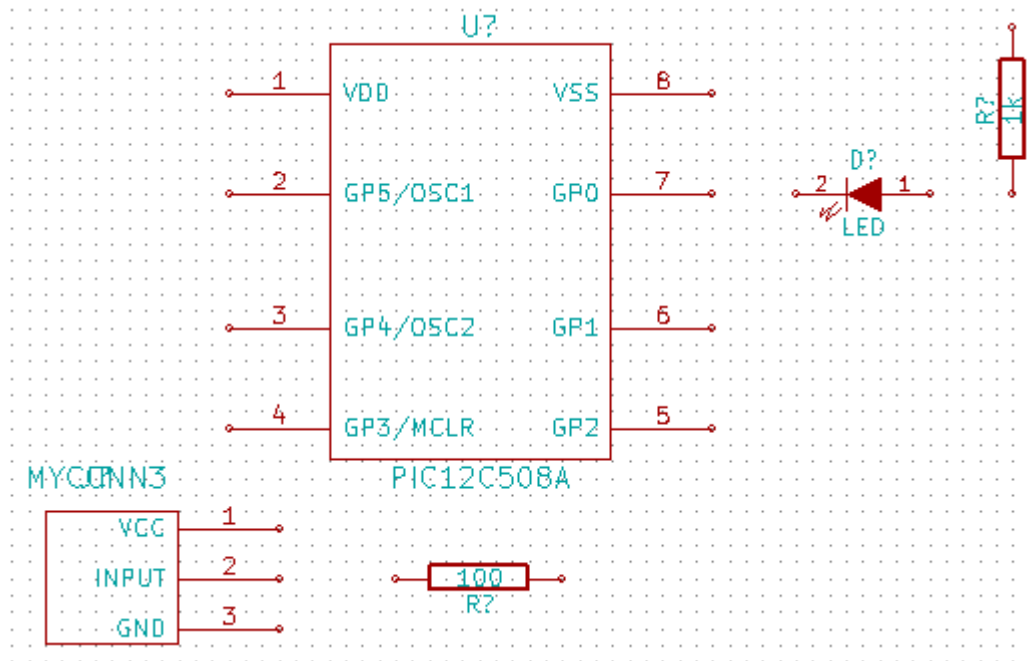 U?
1 VDD VSS 8
R? 1k
D?
2 GP5/OSC1 GP0 7
2 1
LED
3 GP4/OSC2 GP1 6
4 GP3/MCLR GP2 5
PIC12C508A
VCC 1
INPUT 2
GND 3
100
R?